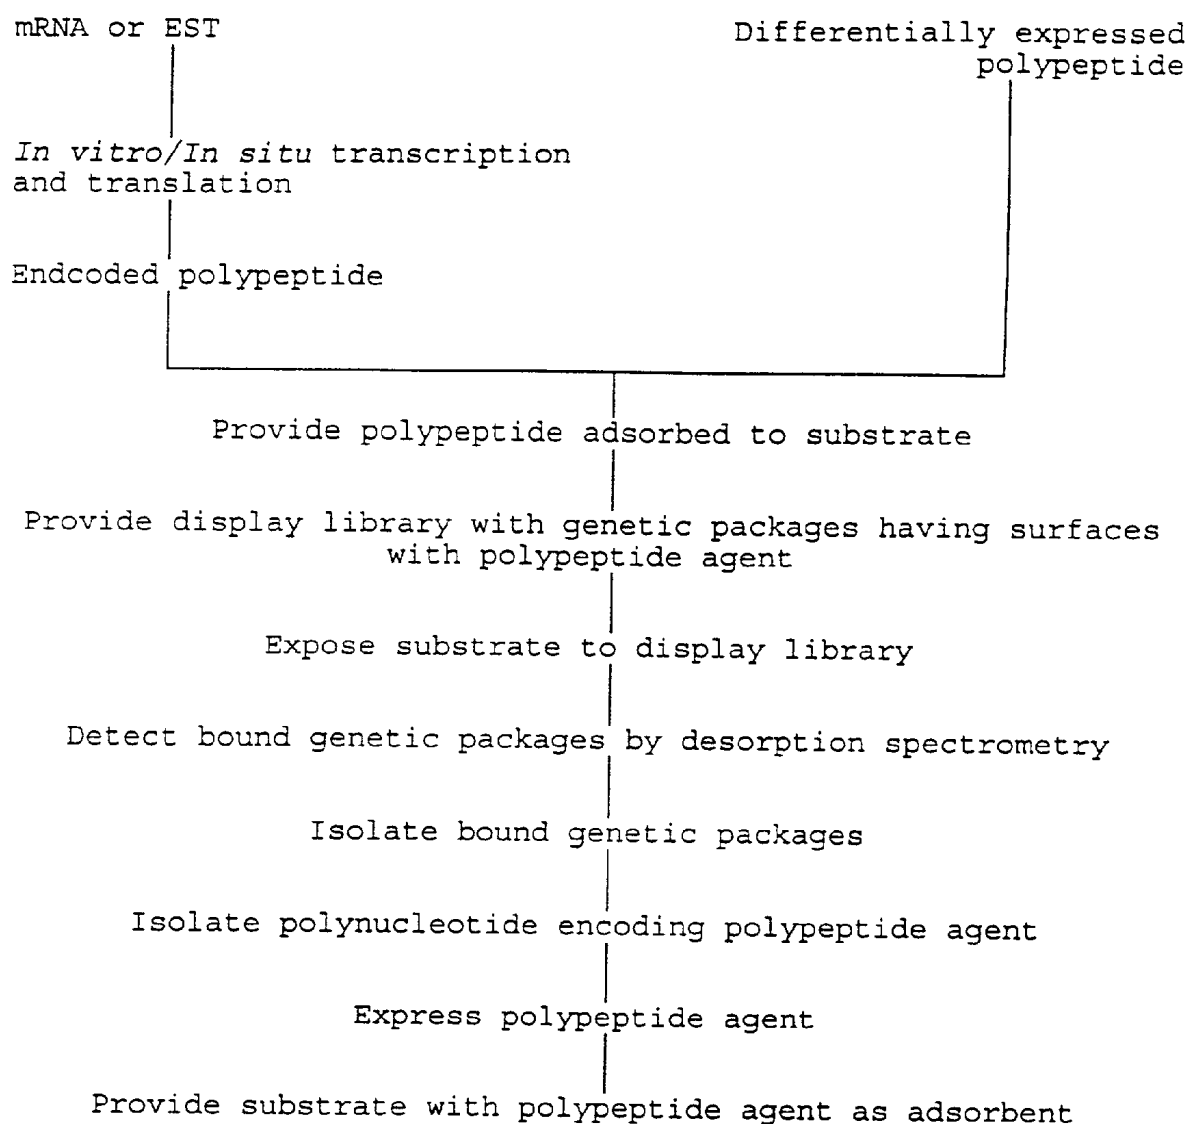 mRNA or EST
Differentially expressed
polypeptide
In vitro/In situ transcription
and translation
Endcoded polypeptide
Provide polypeptide adsorbed to substrate
Provide display library with genetic packages having surfaces
with polypeptide agent
Expose substrate to display library
Detect bound genetic packages by desorption spectrometry
Isolate bound genetic packages
Isolate polynucleotide encoding polypeptide agent
Express polypeptide agent
Provide substrate with polypeptide agent as adsorbent